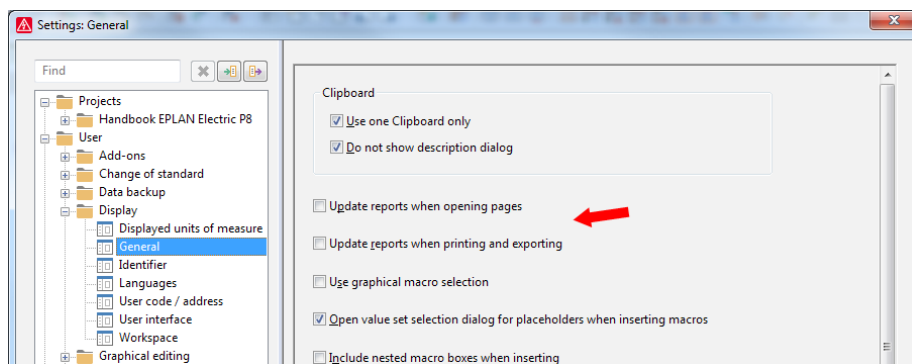 Settings: General
Find
Projects
Handbook EPLAN Electric P8
User
Add-ons
Change of standard
Data backup
Display
Displayed units of measure
General
Identifier
Languages
User code / address
User interface
Workspace
Graphical editing
Clipboard
Use one Clipboard only
Do not show description dialog
Update reports when opening pages
Update reports when printing and exporting
Use graphical macro selection
Open value set selection dialog for placeholders when inserting macros
Include nested macro boxes when inserting